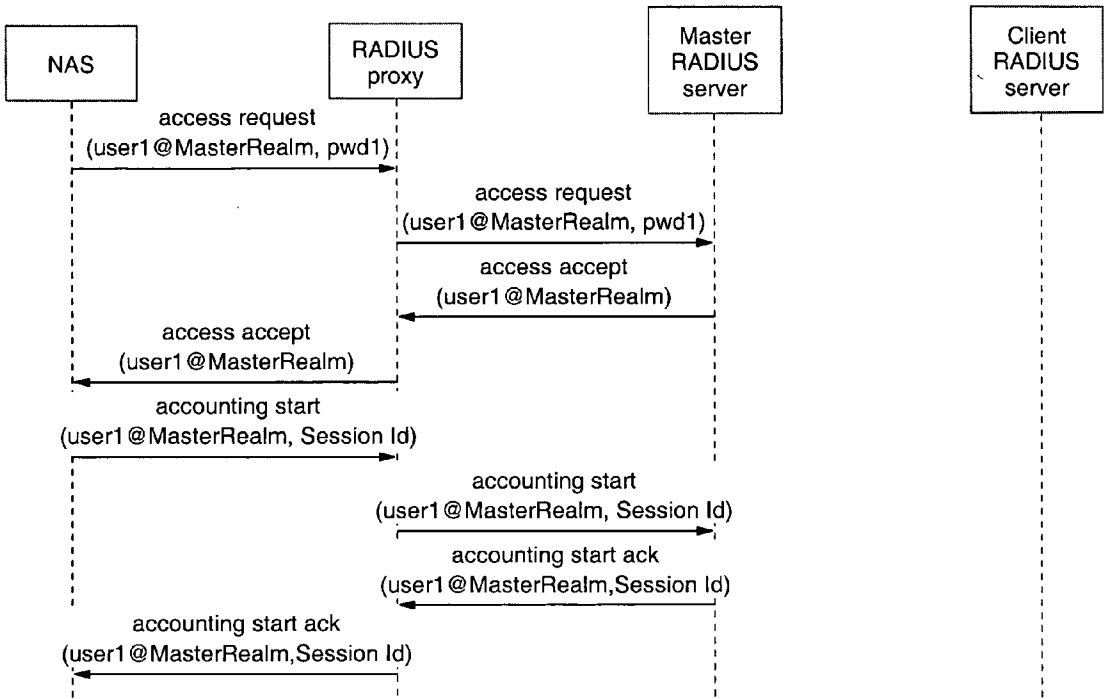 NAS
RADIUS
proxy
Master
RADIUS
server
Client
RADIUS
server
access request
(user1@MasterRealm, pwd1)
access request
(user1@MasterRealm, pwd1)
access accept
(user1@MasterRealm)
access accept
(user1@MasterRealm)
accounting start
(user1@MasterRealm, Session Id)
accounting start
(user1@MasterRealm, Session Id)
accounting start ack
(user1@MasterRealm,Session Id)
accounting start ack
(user1@MasterRealm,Session Id)